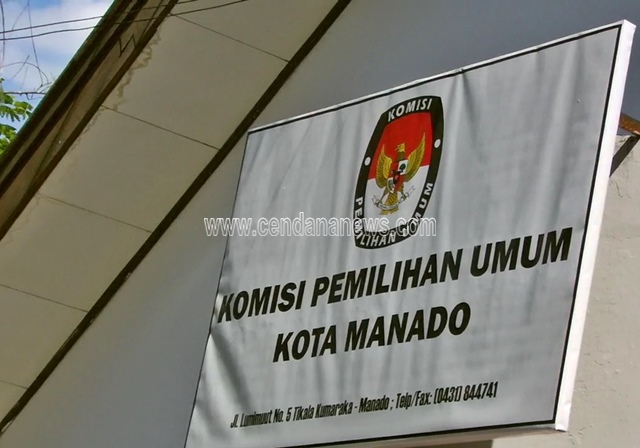 KOMISI
PEMILIHAN UMUM
www.cendananews.com
KOMISI PEMILIHAN UMUM
KOTA MANADO
Jl. Lumimuut No. 5 Tikala Kumaraka - Manado ; Telp/Fax: (0431) 844741